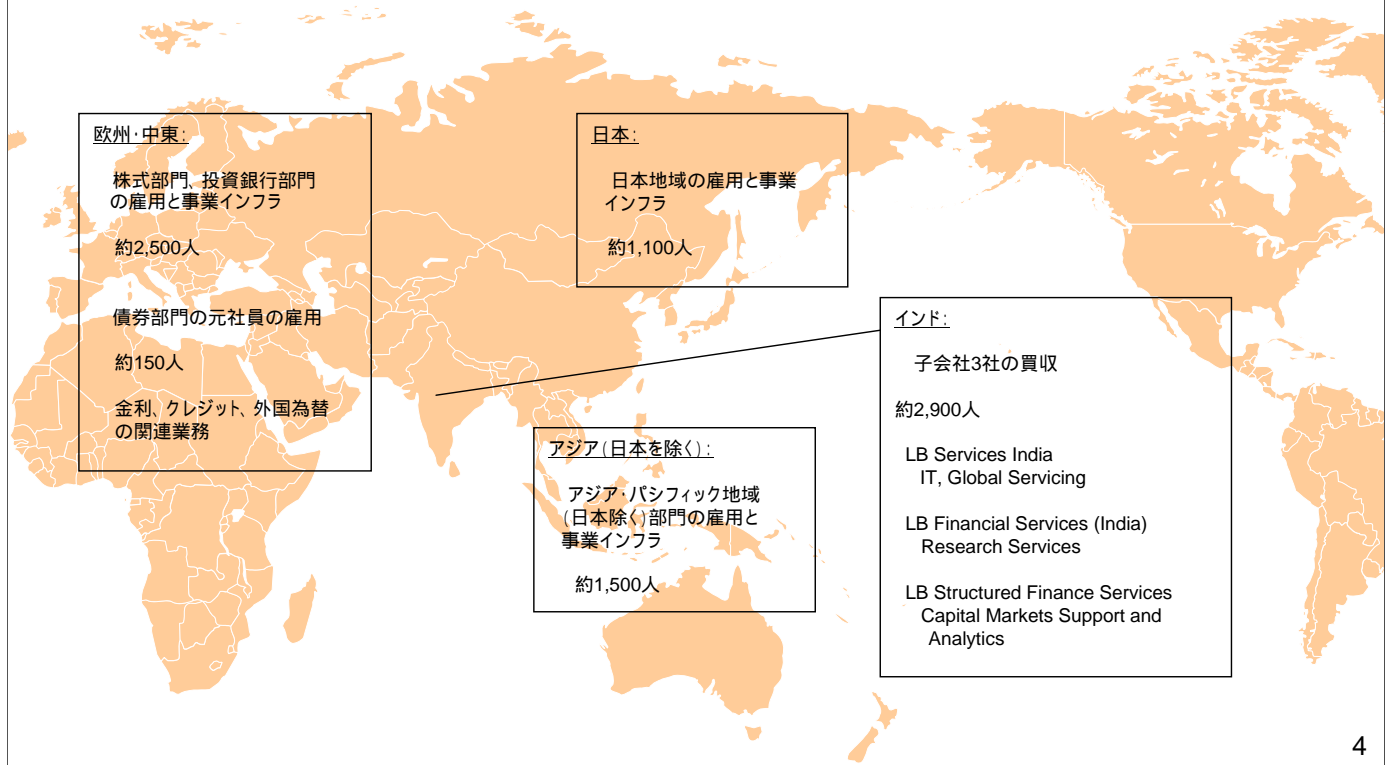 欧州・中東:
株式部門、投資銀行部門
の雇用と事業インフラ
約2,500人
債券部門の元社員の雇用
約150人
金利、クレジット、外国為替
の関連業務
日本:
日本地域の雇用と事業
インフラ
約1,100人
アジア(日本を除く):
アジア・パシフィック地域
(日本除く)部門の雇用と
事業インフラ
約1,500人
インド:
子会社3社の買収
約2,900人
LB Services India
IT, Global Servicing
LB Financial Services (India)
Research Services
LB Structured Finance Services
Capital Markets Support and
Analytics
4